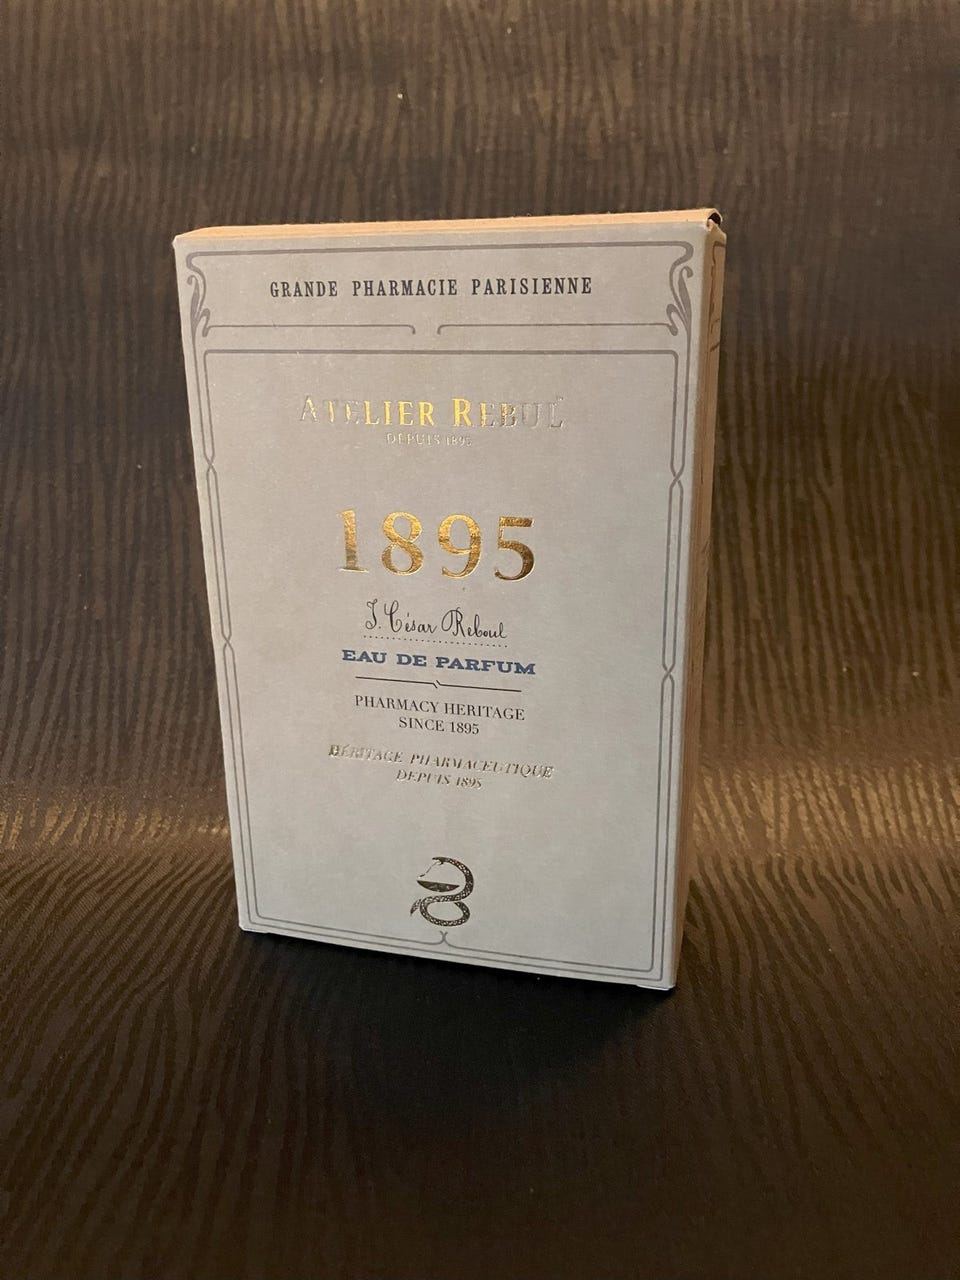 GRANDE PHARMACIE PARISIENNE
ATELIER REBUL
DEPUIS 1895
1895
J. César Reboul
EAU DE PARFUM
PHARMACY HERITAGE
SINCE 1895
HÉRITAGE PHARMACEUTIQUE
DEPUIS 1895